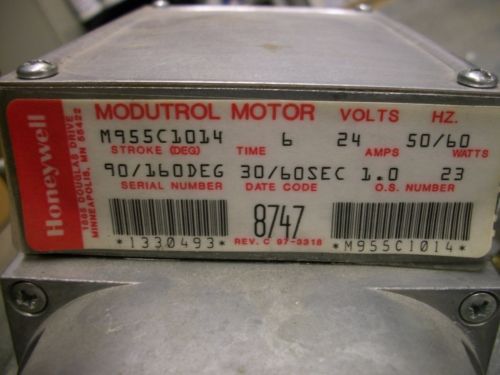 Honeywell
1885 DOUGLAS DRIVE
MINNEAPOLIS, MN 55422
MODUTROL MOTOR VOLTS HZ.
M955C1014 6 24 50/60
STROKE (DEG) TIME AMPS WATTS
90/160DEG 30/60SEC 1.0 23
SERIAL NUMBER DATE CODE O.S. NUMBER
8747
*1330493* REV. C 97-3318 *M955C1014*